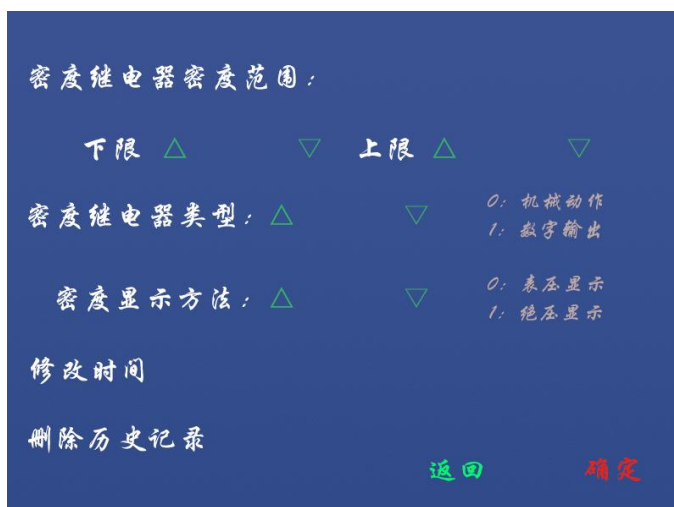 密度继电器密度范围：
下限 △ ▽ 上限 △ ▽
密度继电器类型：△ ▽ 0：机械动作
1：数字输出
密度显示方法：△ ▽ 0：表压显示
1：绝压显示
修改时间
删除历史记录
返回 确定